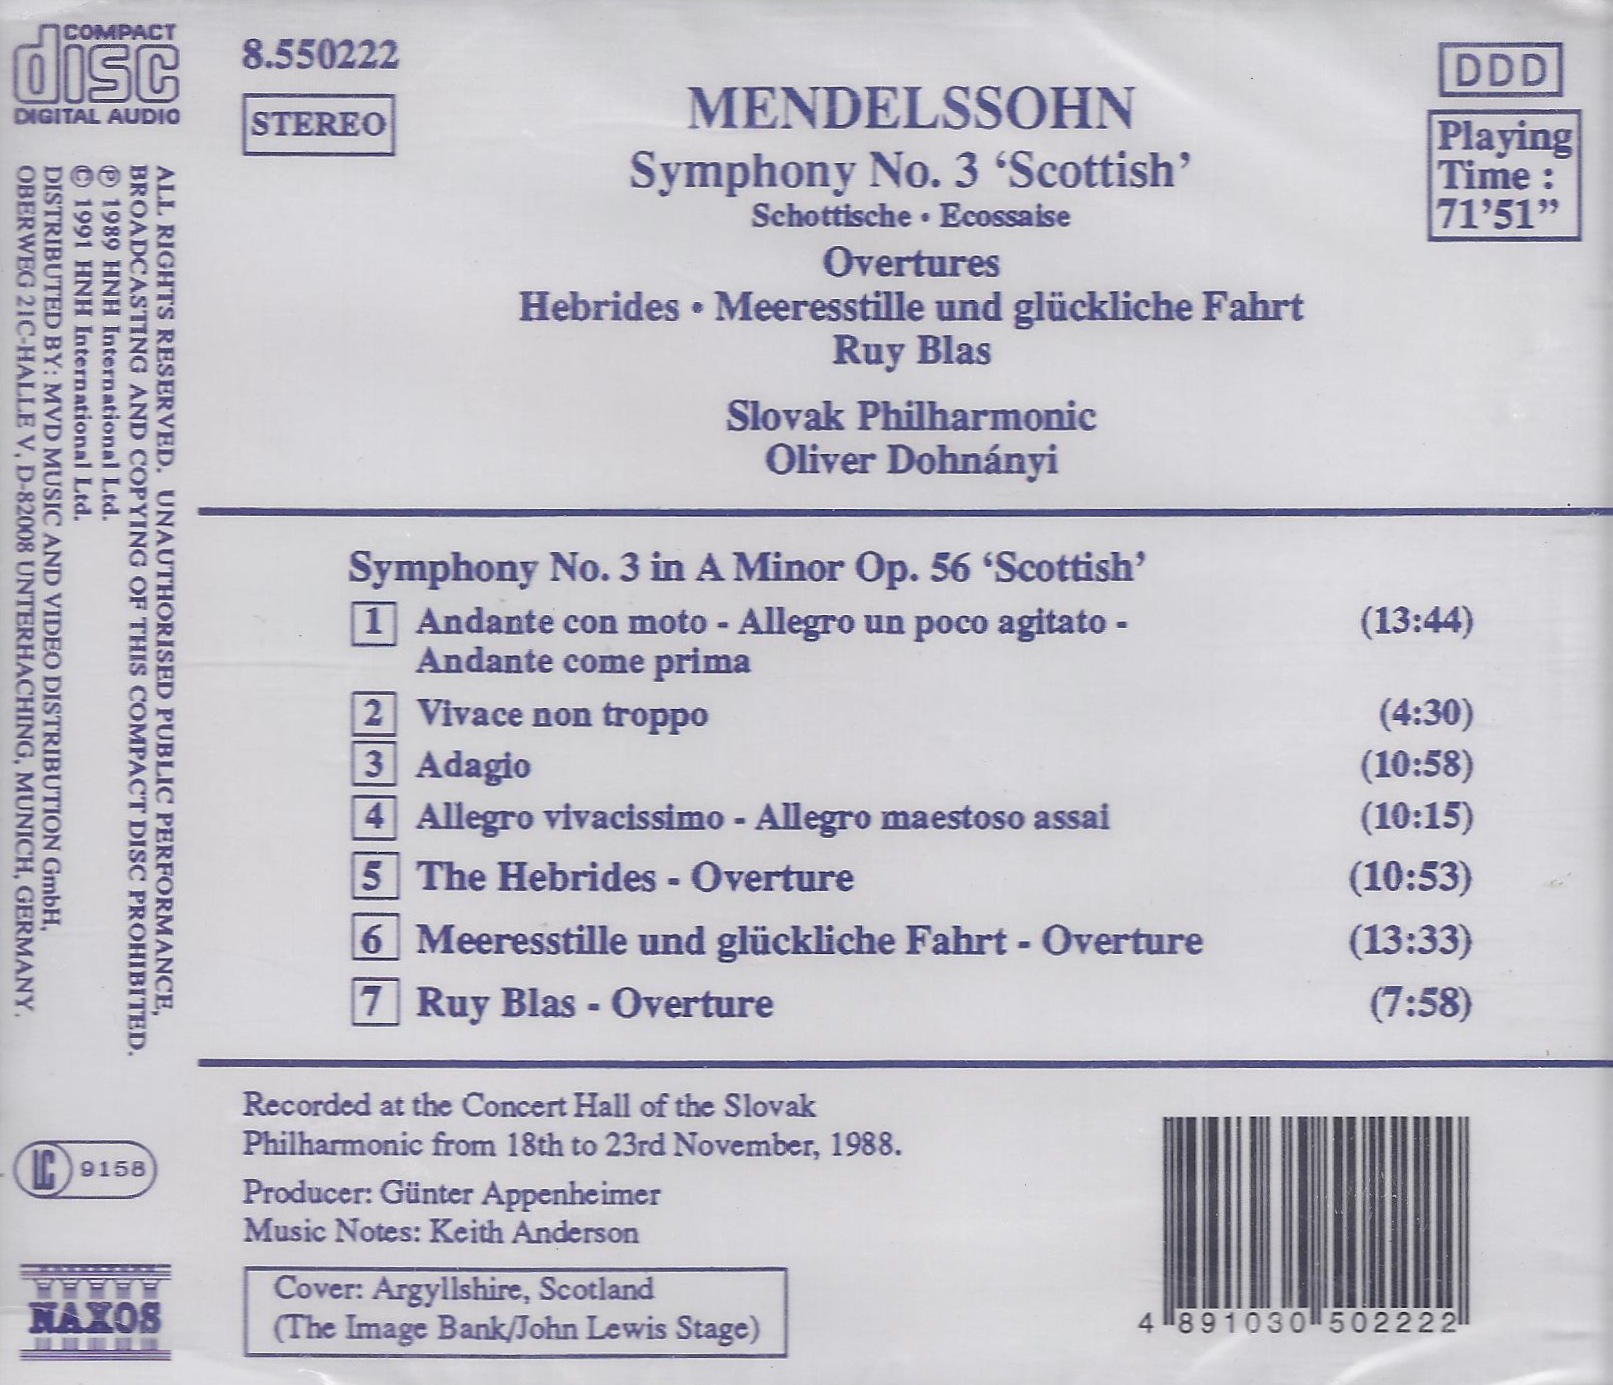 COMPACT
disc
DIGITAL AUDIO
8.550222
STEREO
DDD
Playing
Time :
71’51”
MENDELSSOHN
Symphony No. 3 ‘Scottish’
Schottische • Ecossaise
Overtures
Hebrides • Meeresstille und glückliche Fahrt
Ruy Blas
Slovak Philharmonic
Oliver Dohnányi
ALL RIGHTS RESERVED. UNAUTHORISED PUBLIC PERFORMANCE,
BROADCASTING AND COPYING OF THIS COMPACT DISC PROHIBITED.
℗ 1989 HNH International Ltd.
© 1991 HNH International Ltd.
DISTRIBUTED BY: MVD MUSIC AND VIDEO DISTRIBUTION GmbH,
OBERWEG 21C-HALLE V, D-82008 UNTERHACHING, MUNICH, GERMANY.
Symphony No. 3 in A Minor Op. 56 ‘Scottish’
1 Andante con moto - Allegro un poco agitato - (13:44)
Andante come prima
2 Vivace non troppo (4:30)
3 Adagio (10:58)
4 Allegro vivacissimo - Allegro maestoso assai (10:15)
5 The Hebrides - Overture (10:53)
6 Meeresstille und glückliche Fahrt - Overture (13:33)
7 Ruy Blas - Overture (7:58)
Recorded at the Concert Hall of the Slovak
Philharmonic from 18th to 23rd November, 1988.
Producer: Günter Appenheimer
Music Notes: Keith Anderson
Cover: Argyllshire, Scotland
(The Image Bank/John Lewis Stage)
LC 9158
NAXOS
4 891030 502222